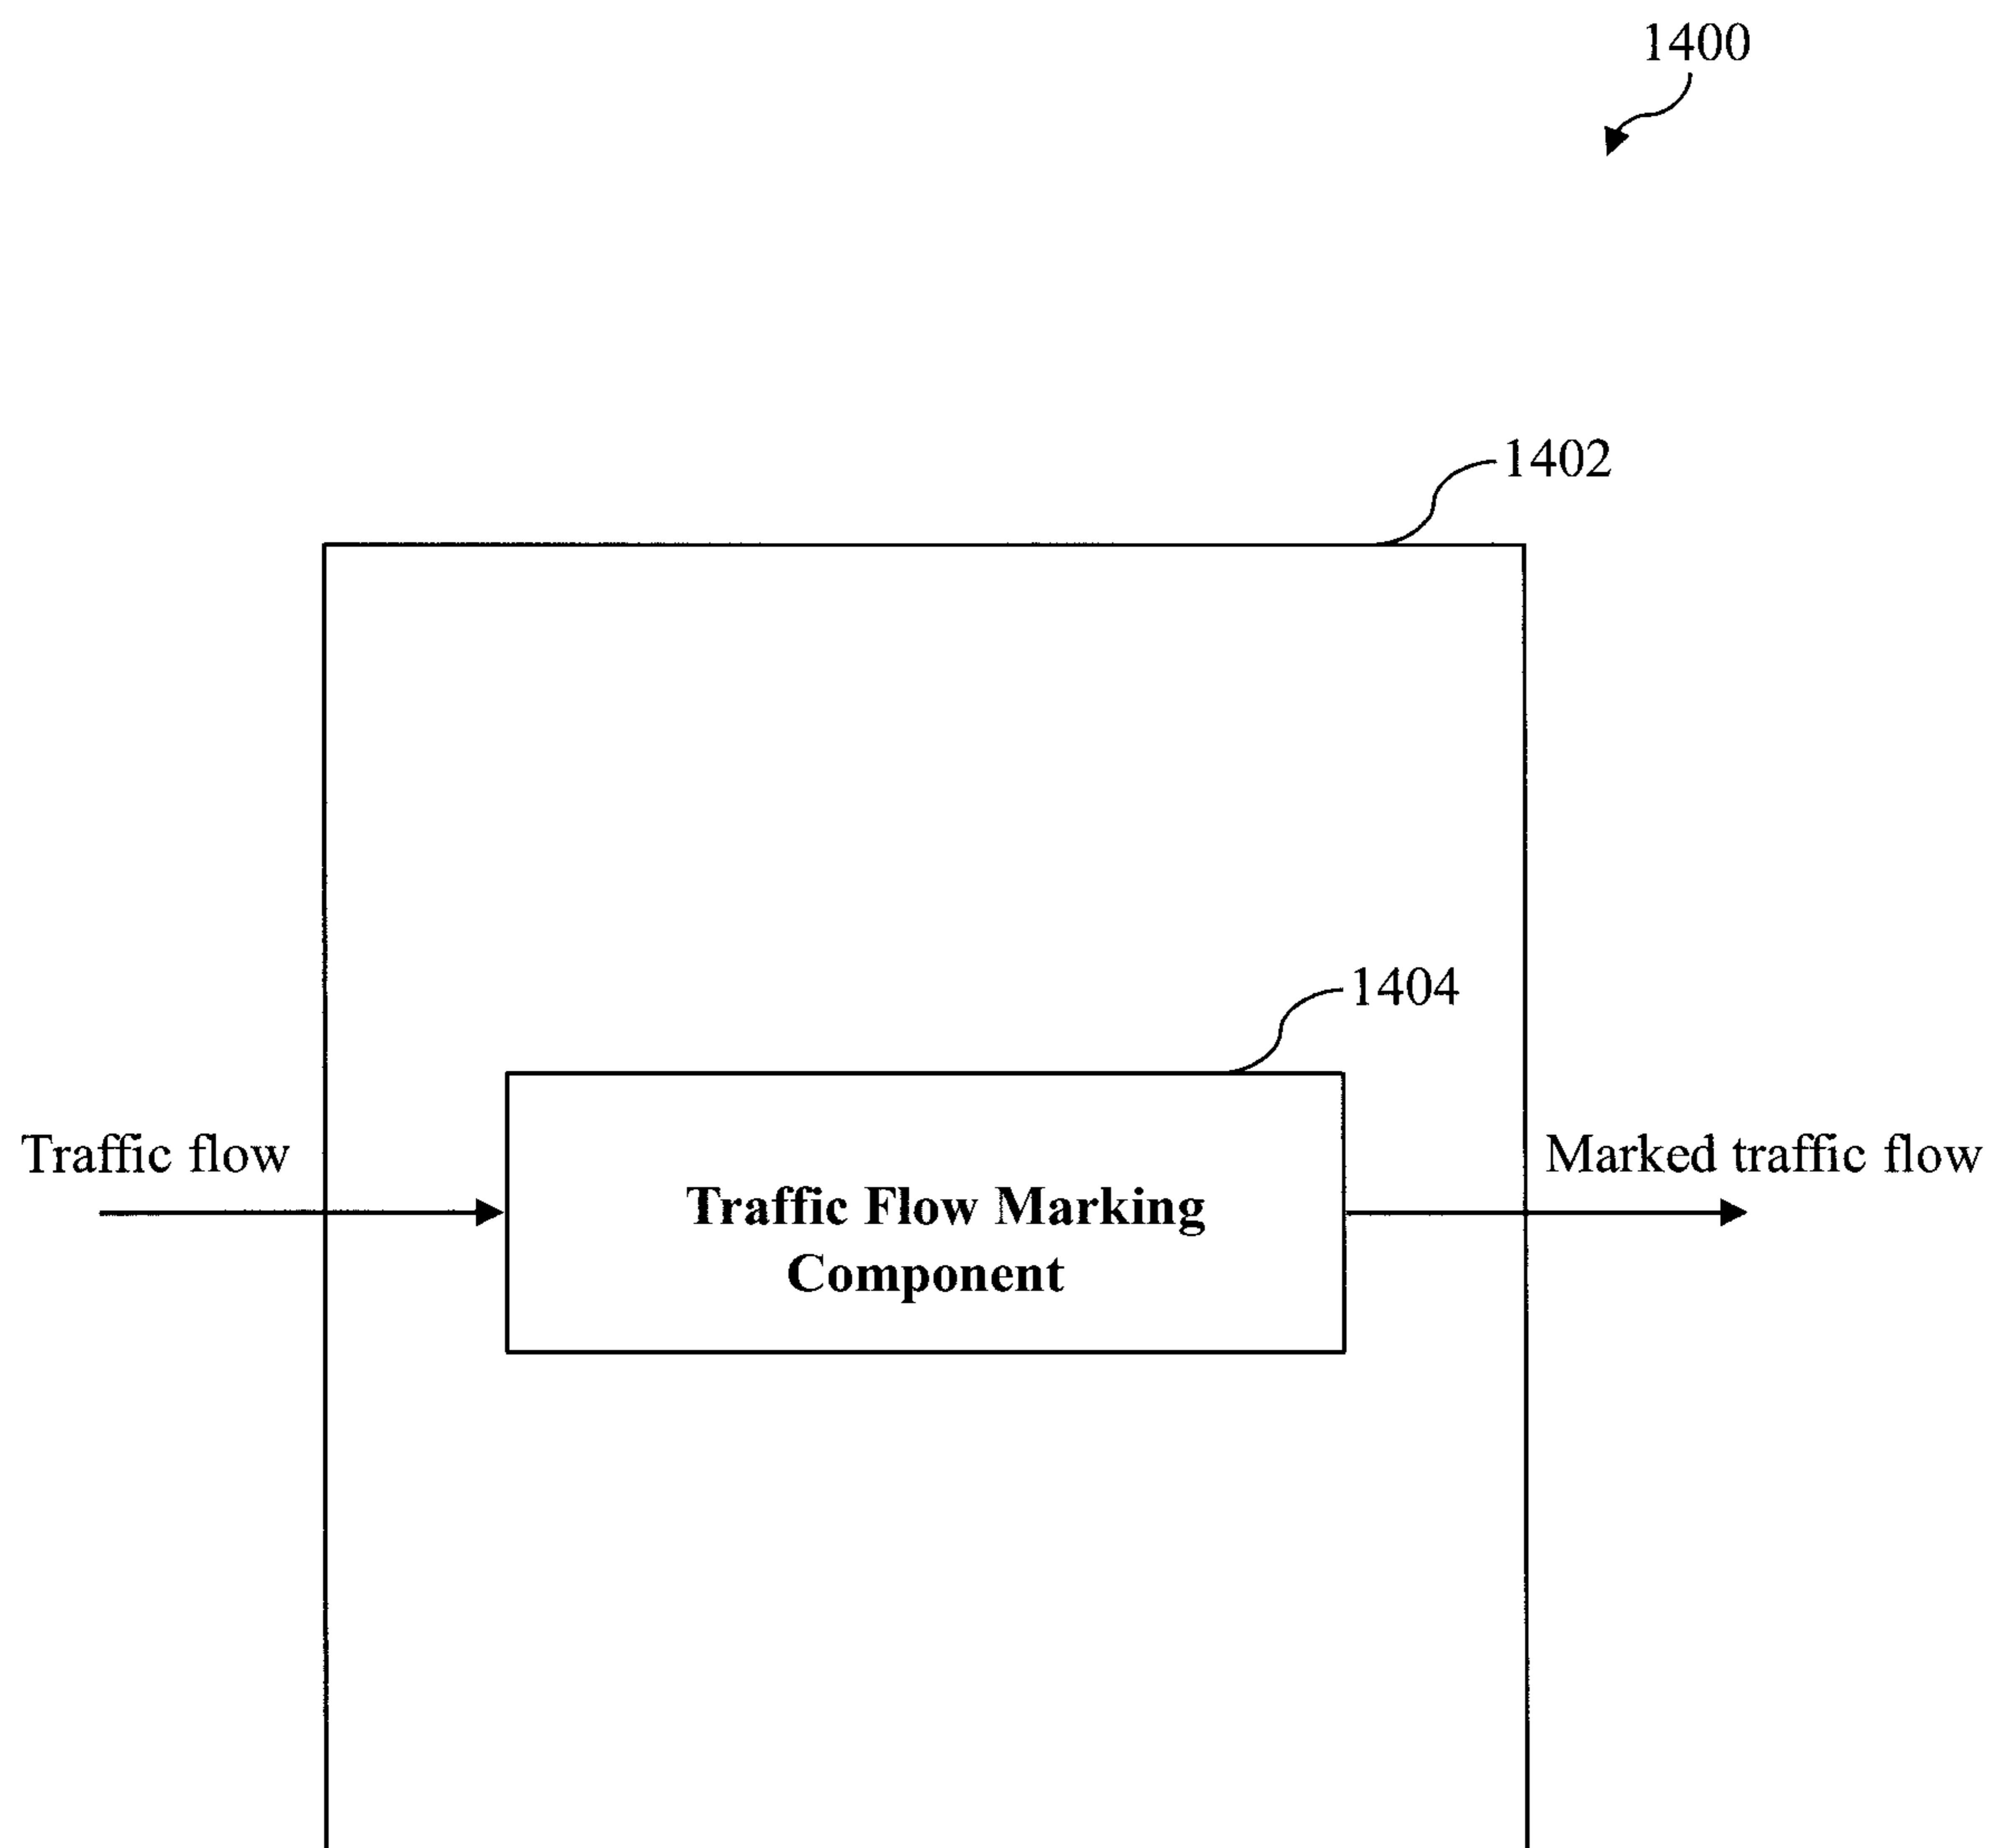 1400
1402
1404
Traffic flow
Marked traffic flow
Traffic Flow Marking
Component